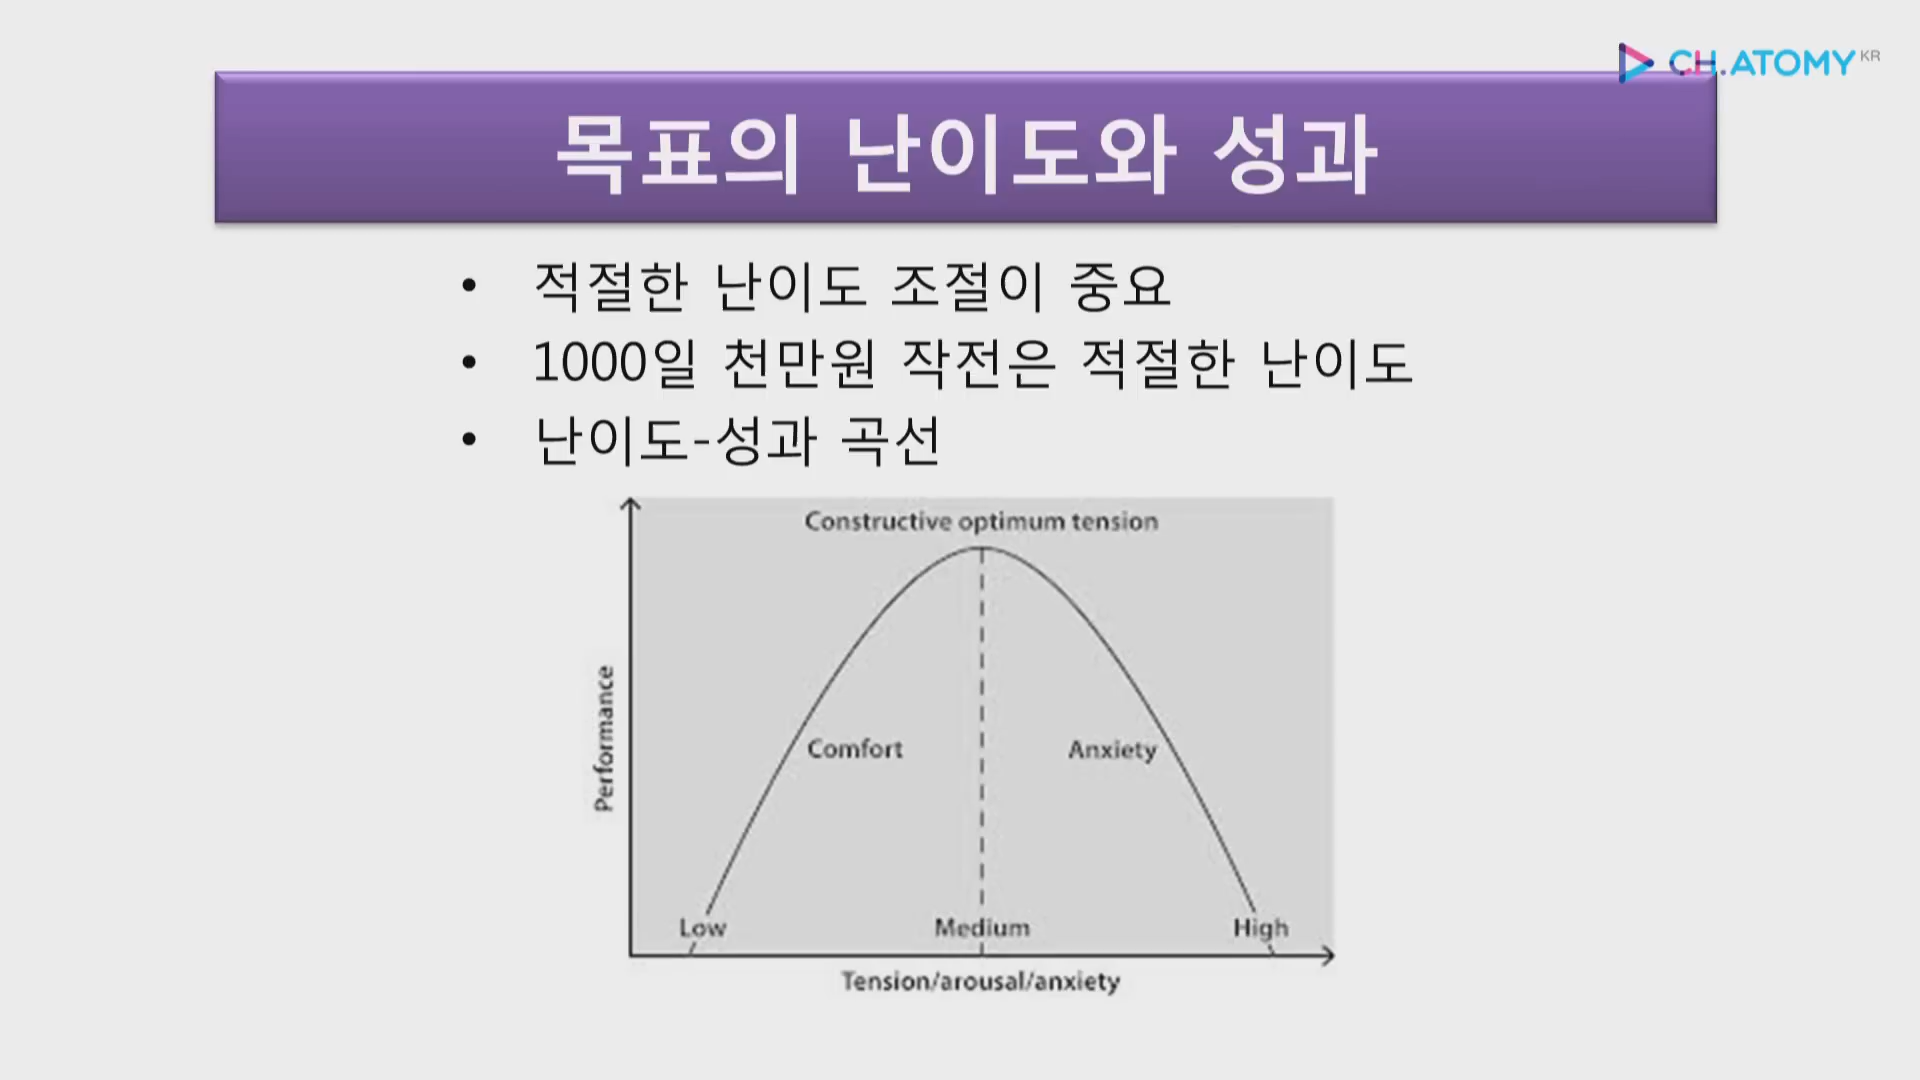 CH.ATOMY KR
목표의 난이도와 성과
• 적절한 난이도 조절이 중요
• 1000일 천만원 작전은 적절한 난이도
• 난이도-성과 곡선
Constructive optimum tension
Performance
Comfort
Anxiety
Low
Medium
High
Tension/arousal/anxiety